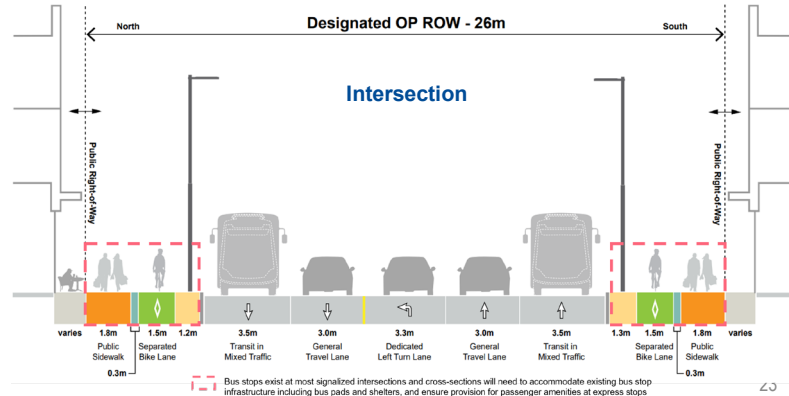 Designated OP ROW - 26m
North
South
Intersection
Public Right-of-Way
Public Right-of-Way
varies
1.8m
1.5m
1.2m
3.5m
3.0m
3.3m
3.0m
3.5m
1.3m
1.5m
1.8m
varies
Public
Sidewalk
Separated
Bike Lane
Transit in
Mixed Traffic
General
Travel Lane
Dedicated
Left Turn Lane
General
Travel Lane
Transit in
Mixed Traffic
Separated
Bike Lane
Public
Sidewalk
0.3m
0.3m
Bus stops exist at most signalized intersections and cross-sections will need to accommodate existing bus stop
infrastructure including bus pads and shelters, and ensure provision for passenger amenities at express stops
23